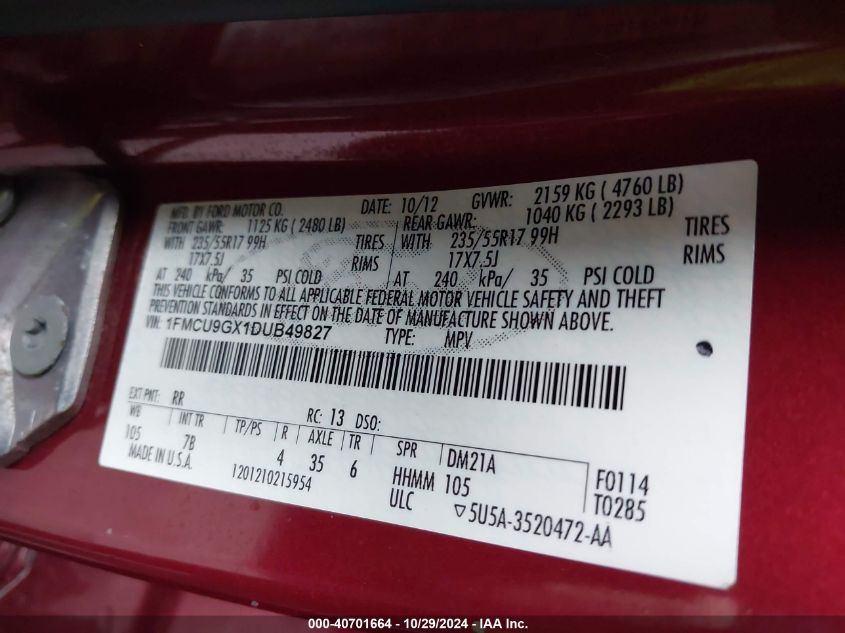 MFD. BY FORD MOTOR CO. DATE: 10/12 GVWR: 2159 KG ( 4760 LB)
FRONT GAWR: 1125 KG ( 2480 LB) REAR GAWR: 1040 KG ( 2293 LB)
WITH 235/55R17 99H TIRES WITH 235/55R17 99H TIRES
17X7.5J RIMS 17X7.5J RIMS
AT 240 kPa/ 35 PSI COLD AT 240 kPa/ 35 PSI COLD
THIS VEHICLE CONFORMS TO ALL APPLICABLE FEDERAL MOTOR VEHICLE SAFETY AND THEFT
PREVENTION STANDARDS IN EFFECT ON THE DATE OF MANUFACTURE SHOWN ABOVE.
VIN: 1FMCU9GX1DUB49827 TYPE: MPV
EXT PNT: RR RC: 13 DSO:
WB INT TR TP/PS R AXLE TR SPR DM21A F0114
105 7B 4 35 6 HHMM 105 T0285
MADE IN U.S.A. 1201210215954 ULC 5U5A-3520472-AA
000-40701664 - 10/29/2024 - IAA Inc.